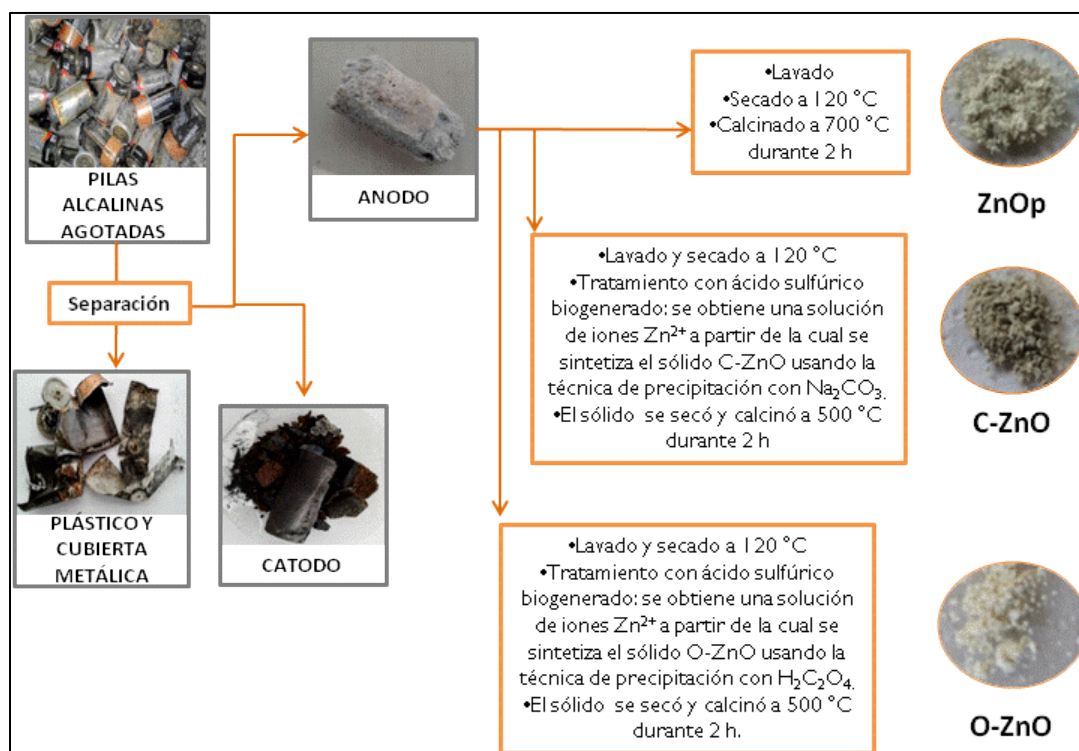 PILAS
ALCALINAS
AGOTADAS
Separación
PLÁSTICO Y
CUBIERTA
METÁLICA
CATODO
ANODO
•Lavado
•Secado a 120 °C
•Calcinado a 700 °C
durante 2 h
ZnOp
•Lavado y secado a 120 °C
•Tratamiento con ácido sulfúrico
biogenerado: se obtiene una solución
de iones Zn²⁺ a partir de la cual se
sintetiza el sólido C-ZnO usando la
técnica de precipitación con Na₂CO₃.
•El sólido se secó y calcinó a 500 °C
durante 2 h
C-ZnO
•Lavado y secado a 120 °C
•Tratamiento con ácido sulfúrico
biogenerado: se obtiene una solución
de iones Zn²⁺ a partir de la cual se
sintetiza el sólido O-ZnO usando la
técnica de precipitación con H₂C₂O₄.
•El sólido se secó y calcinó a 500 °C
durante 2 h.
O-ZnO